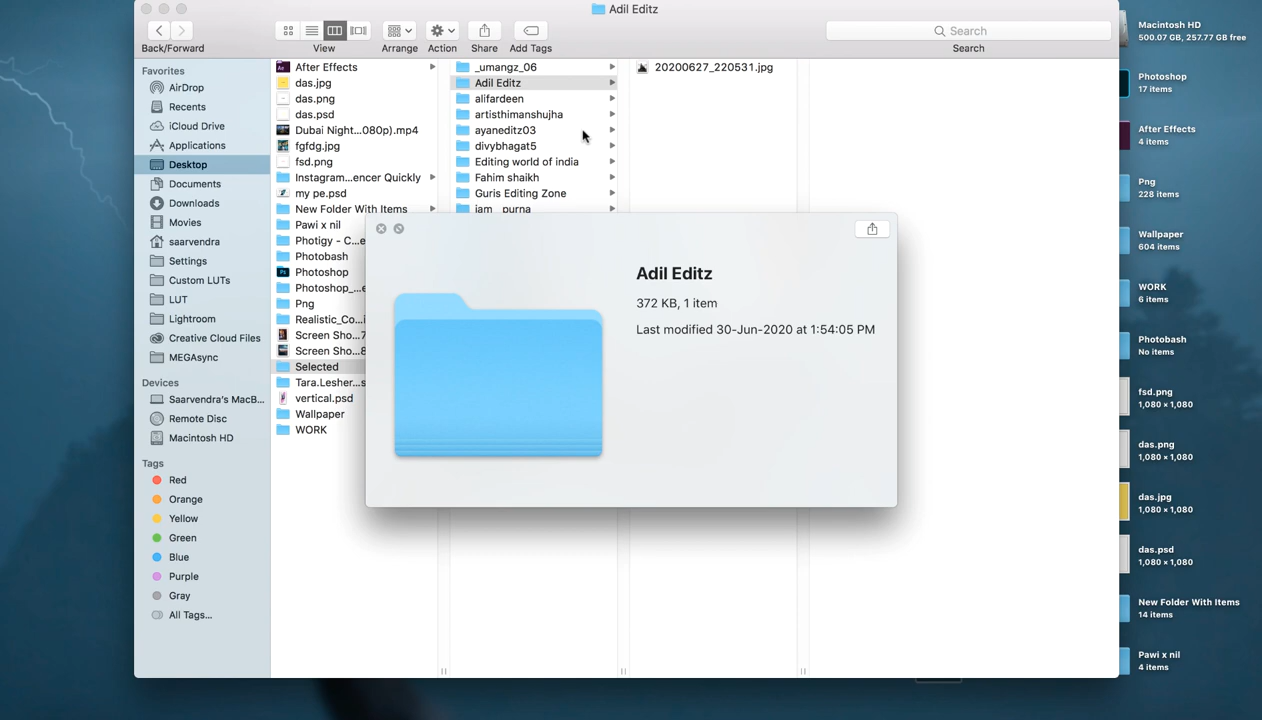 Adil Editz
Back/Forward
View
Arrange
Action
Share
Add Tags
Search
Search
Favorites
AirDrop
Recents
iCloud Drive
Applications
Desktop
Documents
Downloads
Movies
saarvendra
Settings
Custom LUTs
LUT
Lightroom
Creative Cloud Files
MEGAsync
Devices
Saarvendra's MacB...
Remote Disc
Macintosh HD
Tags
Red
Orange
Yellow
Green
Blue
Purple
Gray
All Tags...
After Effects
das.jpg
das.png
das.psd
Dubai Night...080p).mp4
fgfdg.jpg
fsd.png
Instagram...encer Quickly
my pe.psd
New Folder With Items
Pawi x nil
Photigy - C...e
Photobash
Photoshop
Photoshop_...e
Png
Realistic_Co...i
Screen Sho...7
Screen Sho...8
Selected
Tara.Lesher...s
vertical.psd
Wallpaper
WORK
_umangz_06
Adil Editz
alifardeen
artisthimanshujha
ayaneditz03
divybhagat5
Editing world of india
Fahim shaikh
Guris Editing Zone
20200627_220531.jpg
Adil Editz
372 KB, 1 item
Last modified 30-Jun-2020 at 1:54:05 PM
Macintosh HD
500.07 GB, 257.77 GB free
Photoshop
17 items
After Effects
4 items
Png
228 items
Wallpaper
604 items
WORK
6 items
Photobash
No items
fsd.png
1,080 × 1,080
das.png
1,080 × 1,080
das.jpg
1,080 × 1,080
das.psd
1,080 × 1,080
New Folder With Items
14 items
Pawi x nil
4 items